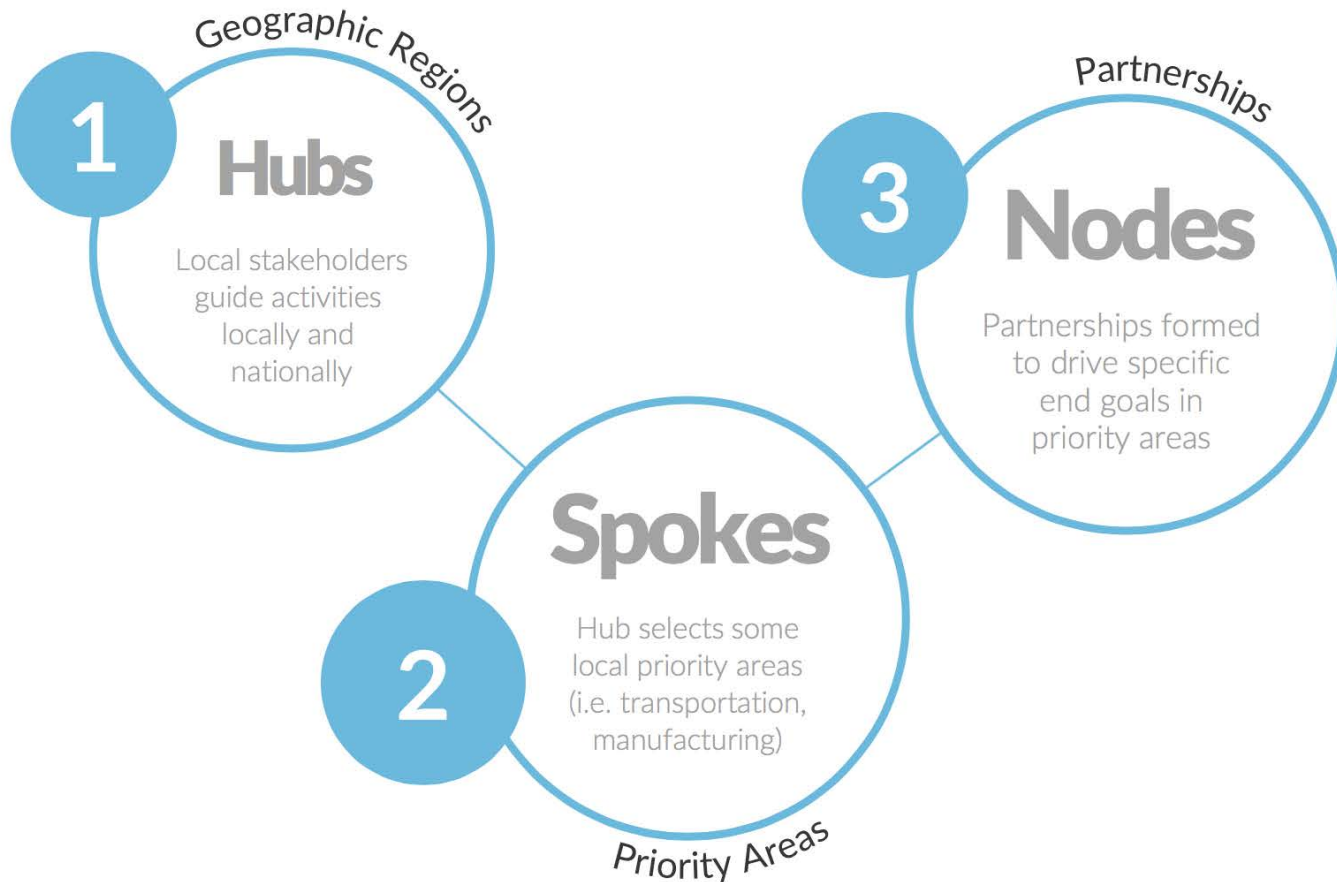 Geographic Regions
1
Hubs
Local stakeholders
guide activities
locally and
nationally
2
Spokes
Hub selects some
local priority areas
(i.e. transportation,
manufacturing)
Priority Areas
Partnerships
3
Nodes
Partnerships formed
to drive specific
end goals in
priority areas